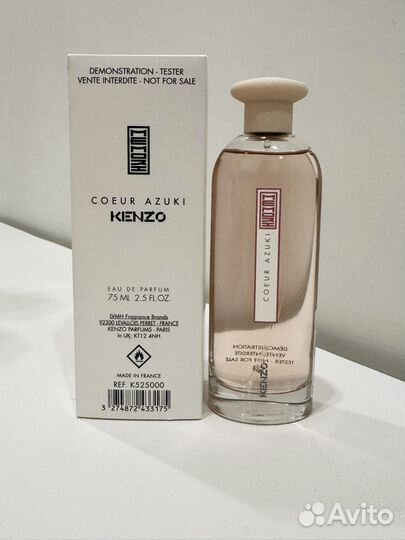 DEMONSTRATION - TESTER
VENTE INTERDITE - NOT FOR SALE
COEUR AZUKI
KENZO
EAU DE PARFUM
75 ML 2.5 FL.OZ.
LVMH Fragrance Brands
92300 LEVALLOIS PERRET - FRANCE
KENZO PARFUMS - PARIS
In UK, KT12 4NH
MADE IN FRANCE
REF. K525000
3 274872 433175
COEUR AZUKI
DÉMONSTRATION
VENTE INTERDITE
TESTER - NOT FOR SALE
KENZO
Avito